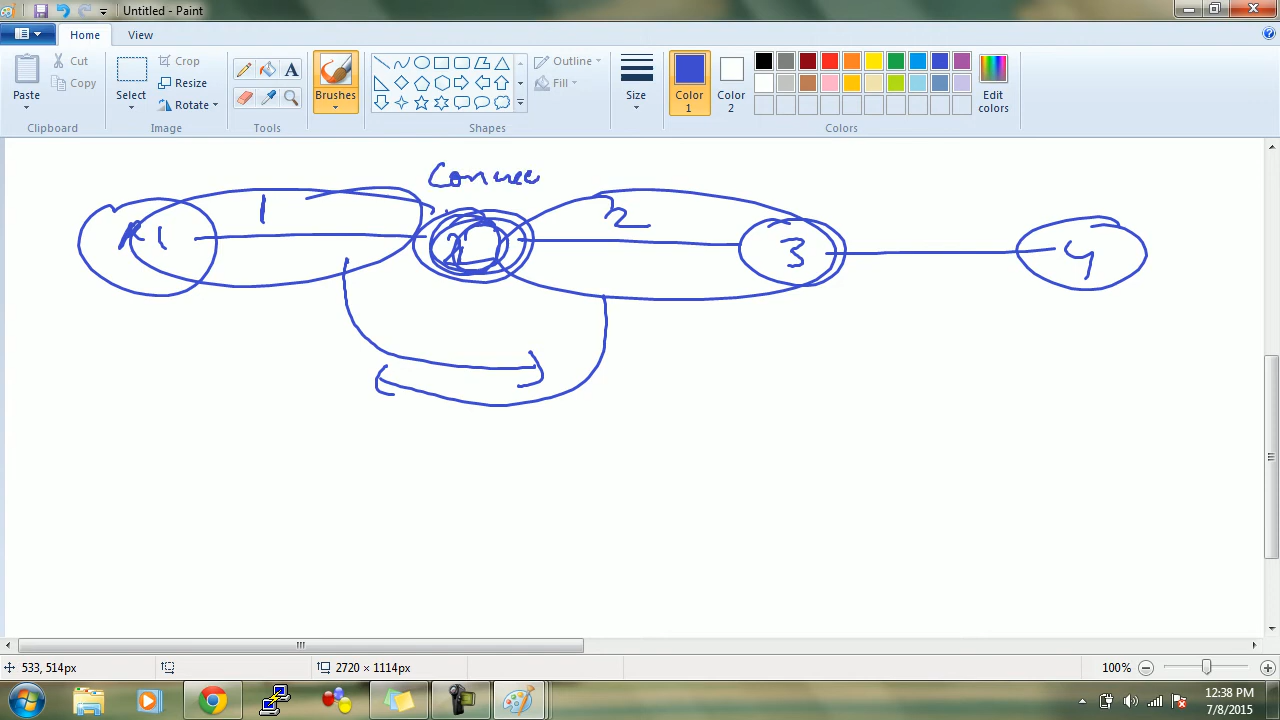 Untitled - Paint
Home
View
Paste
Cut
Copy
Clipboard
Select
Crop
Resize
Rotate
Image
A
Tools
Brushes
Shapes
Outline
Fill
Size
Color
1
Color
2
Edit
colors
Colors
Connec
1
2
R1
3
4
533, 514px
2720 × 1114px
100%
12:38 PM
7/8/2015